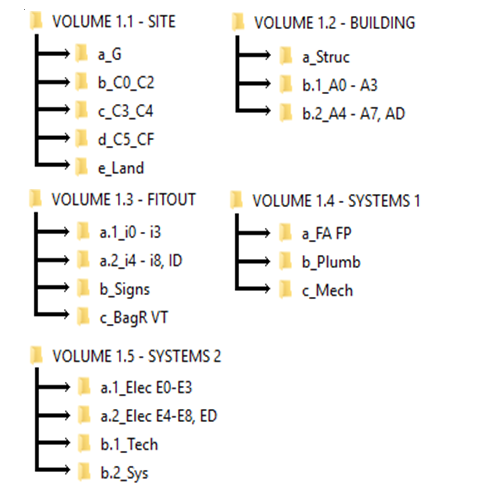 VOLUME 1.1 - SITE
a_G
b_C0_C2
c_C3_C4
d_C5_CF
e_Land
VOLUME 1.2 - BUILDING
a_Struc
b.1_A0 - A3
b.2_A4 - A7, AD
VOLUME 1.3 - FITOUT
a.1_i0 - i3
a.2_i4 - i8, ID
b_Signs
c_BagR VT
VOLUME 1.4 - SYSTEMS 1
a_FA FP
b_Plumb
c_Mech
VOLUME 1.5 - SYSTEMS 2
a.1_Elec E0-E3
a.2_Elec E4-E8, ED
b.1_Tech
b.2_Sys